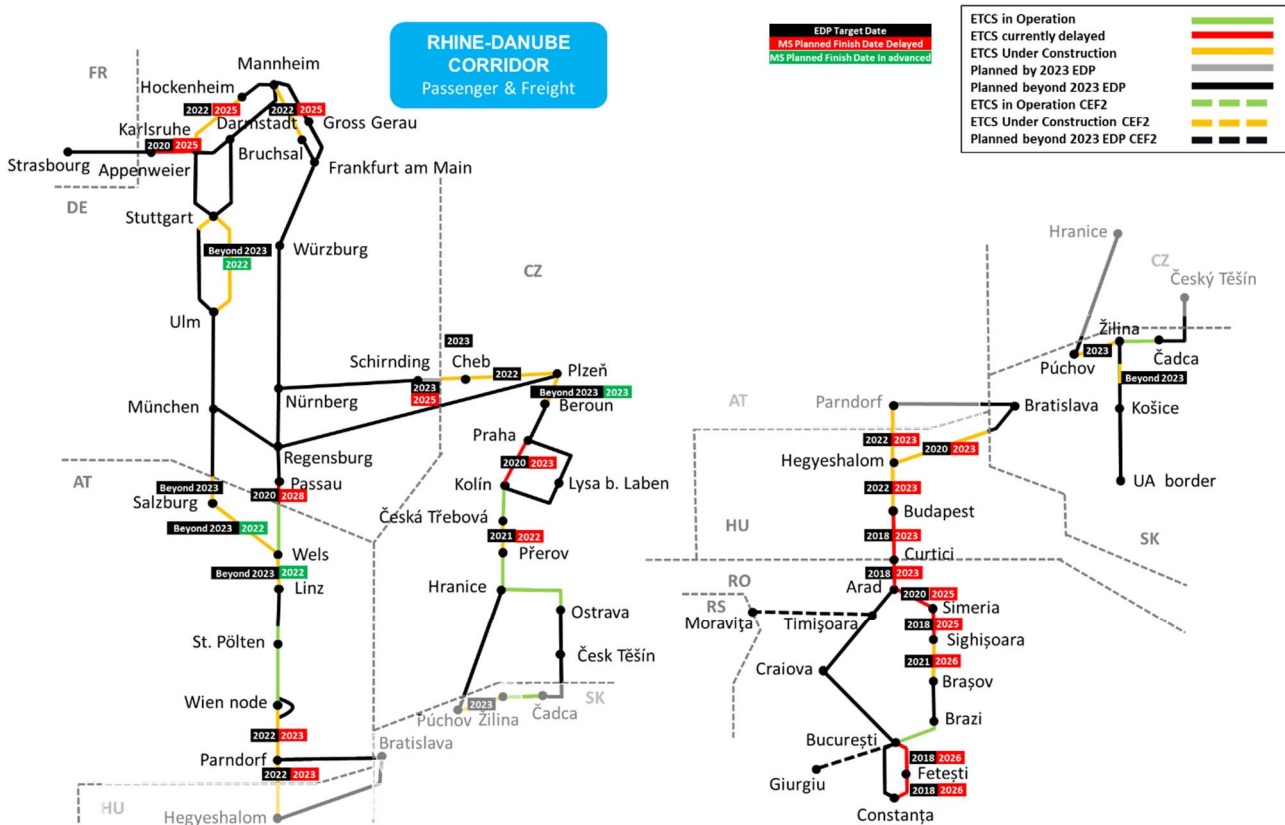 RHINE-DANUBE
CORRIDOR
Passenger & Freight
EDP Target Date
MS Planned Finish Date Delayed
MS Planned Finish Date In advanced
ETCS in Operation
ETCS currently delayed
ETCS Under Construction
Planned by 2023 EDP
Planned beyond 2023 EDP
ETCS in Operation CEF2
ETCS Under Construction CEF2
Planned beyond 2023 EDP CEF2
FR
Mannheim
Hockenheim
2022 2025
2022 2025
Karlsruhe
Darmstadt
Gross Gerau
2020 2025
Bruchsal
Strasbourg
Appenweier
Frankfurt am Main
DE
Stuttgart
Beyond 2023
2022
Würzburg
CZ
Ulm
2023
Schirnding
Cheb
2022
Plzeň
2023
2025
Beyond 2023 2023
München
Nürnberg
Beroun
Praha
Regensburg
2020 2023
AT
Passau
Kolín
Lysa b. Laben
Beyond 2023
2020 2028
Salzburg
Česká Třebová
Beyond 2023 2022
2021 2022
Wels
Přerov
Beyond 2023 2022
Linz
Hranice
Ostrava
St. Pölten
Česk Těšín
Wien node
SK
2023
Púchov
Žilina
Čadca
2022 2023
Bratislava
Parndorf
2022 2023
HU
Hegyeshalom
Hranice
CZ
Český Těšín
Žilina
2023
Púchov
Čadca
Beyond 2023
AT
Parndorf
Bratislava
Košice
2022 2023
2020 2023
Hegyeshalom
UA border
2022 2023
Budapest
HU
2018 2023
SK
Curtici
2018 2023
RO
Arad
2020 2025
RS
Simeria
Moravița
Timișoara
2018 2025
Sighișoara
Craiova
2021 2026
Brașov
Brazi
București
2018 2026
Giurgiu
Fetești
2018 2026
Constanța